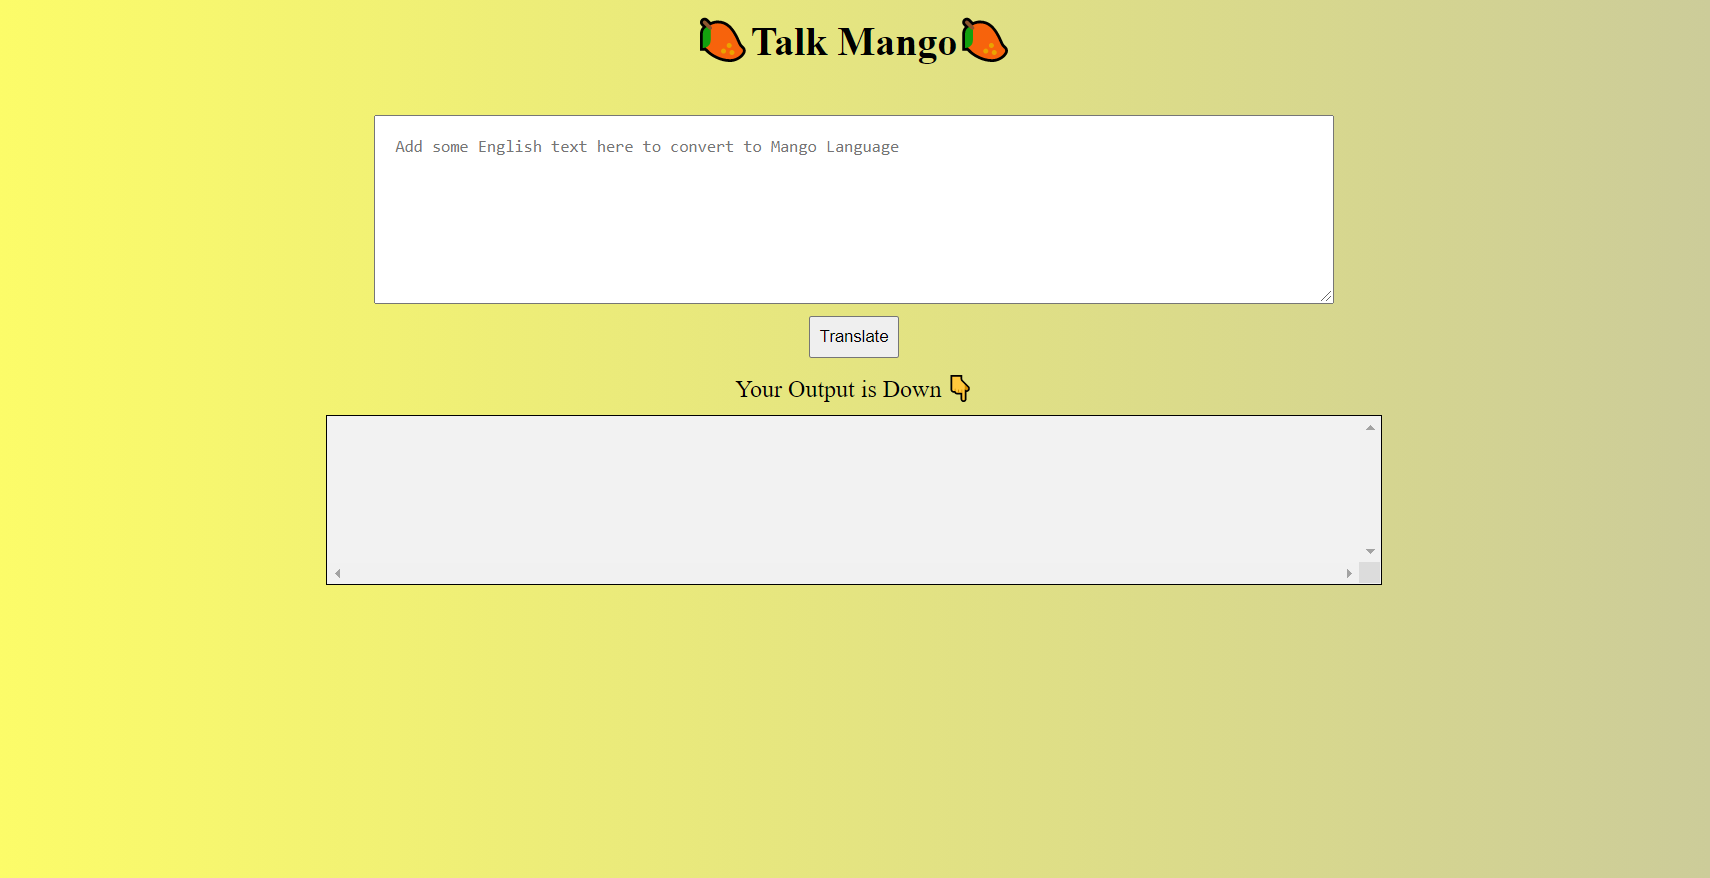 🥭Talk Mango🥭
Add some English text here to convert to Mango Language
Translate
Your Output is Down 👇